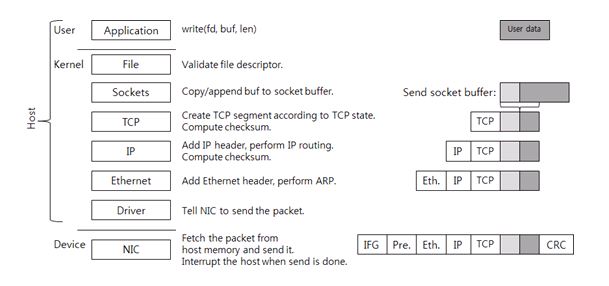 User Application write(fd, buf, len) User data
Kernel File Validate file descriptor.
Sockets Copy/append buf to socket buffer. Send socket buffer:
TCP Create TCP segment according to TCP state.
Compute checksum. TCP
Host
IP Add IP header, perform IP routing.
Compute checksum. IP TCP
Ethernet Add Ethernet header, perform ARP. Eth. IP TCP
Driver Tell NIC to send the packet.
Device NIC Fetch the packet from
host memory and send it. IFG Pre. Eth. IP TCP CRC
Interrupt the host when send is done.